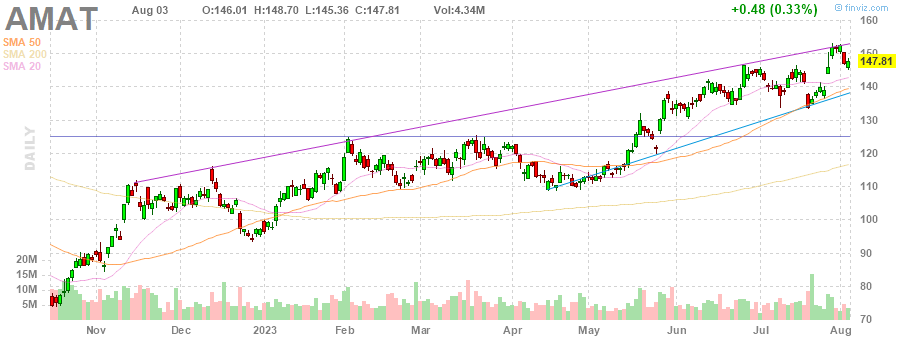 AMAT Aug 03 O:146.01 H:148.70 L:145.36 C:147.81 Vol:4.34M +0.48 (0.33%) © finviz.com
SMA 50
SMA 200
SMA 20
DAILY
160
150
147.81
140
130
120
110
100
90
80
70
20M
15M
10M
5M
Nov Dec 2023 Feb Mar Apr May Jun Jul Aug